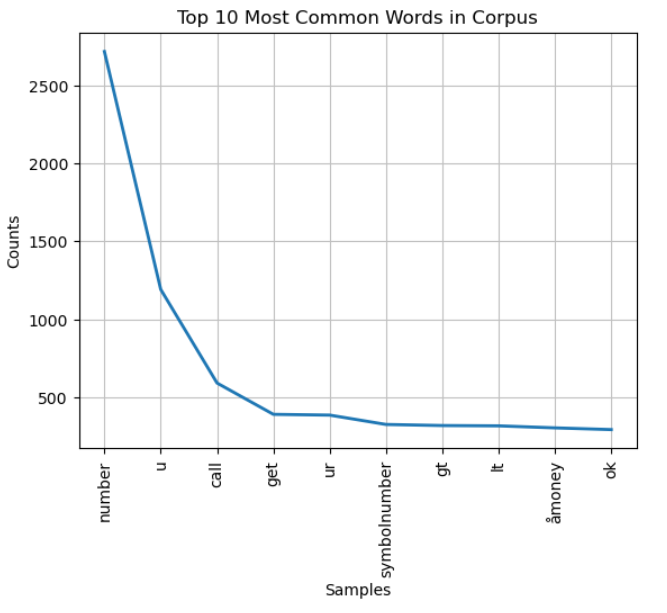 Top 10 Most Common Words in Corpus
2500
2000
1500
1000
500
Counts
number
u
call
get
ur
symbolnumber
gt
lt
åmoney
ok
Samples